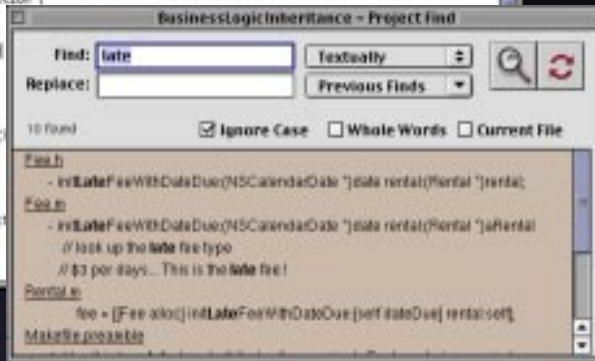 BusinessLogicInheritance - Project Find
Find: late Textually
Replace: Previous Finds
10 found Ignore Case Whole Words Current File
Fee.h
- initLateFeeWithDateDue:(NSCalendarDate *)date rental:(Rental *)rental;
Fee.m
- initLateFeeWithDateDue:(NSCalendarDate *)date rental:(Rental *)aRental
// look up the late fee type
// $3 per days... This is the late fee!
Rental.m
fee = [[Fee alloc] initLateFeeWithDateDue:[self dateDue] rental:self];
Makefile.preamble